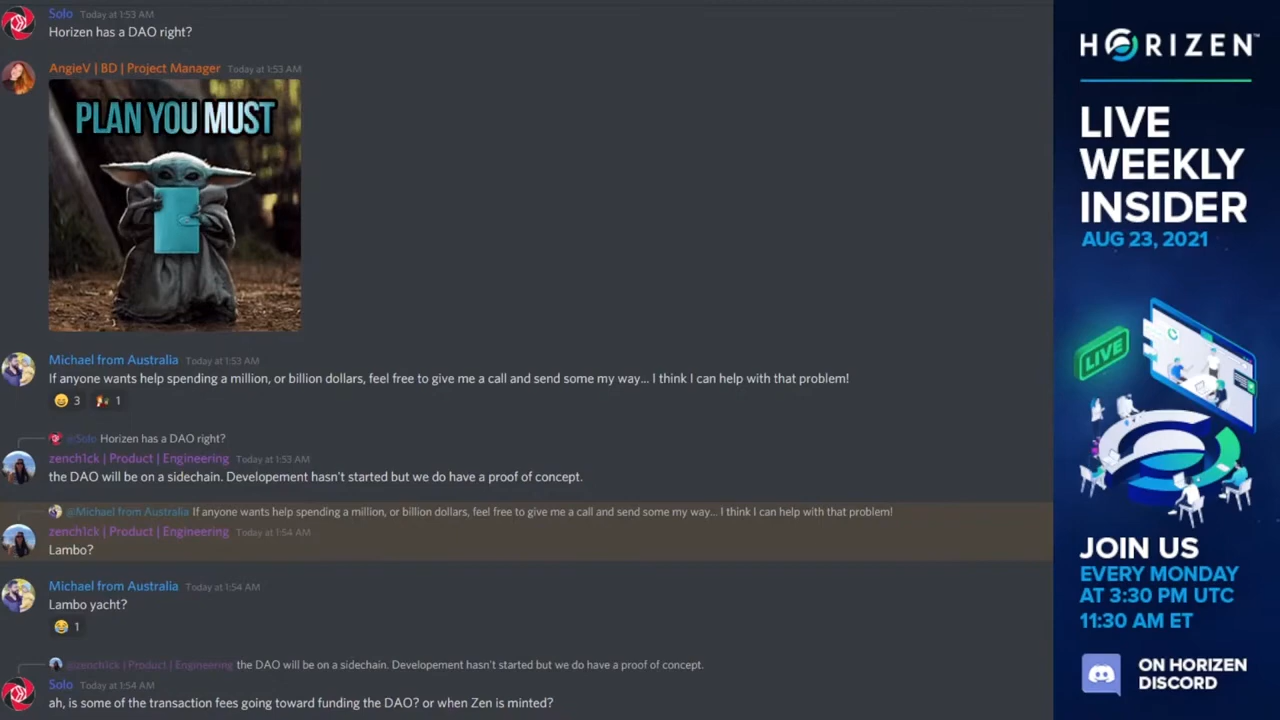 Solo Today at 1:53 AM
Horizen has a DAO right?
AngieV | BD | Project Manager Today at 1:53 AM
PLAN YOU MUST
Michael from Australia Today at 1:53 AM
If anyone wants help spending a million, or billion dollars, feel free to give me a call and send some my way... I think I can help with that problem!
3 1
@Solo Horizen has a DAO right?
zench1ck | Product | Engineering Today at 1:53 AM
the DAO will be on a sidechain. Developement hasn't started but we do have a proof of concept.
@Michael from Australia If anyone wants help spending a million, or billion dollars, feel free to give me a call and send some my way... I think I can help with that problem!
zench1ck | Product | Engineering Today at 1:54 AM
Lambo?
Michael from Australia Today at 1:54 AM
Lambo yacht?
1
@zench1ck | Product | Engineering the DAO will be on a sidechain. Developement hasn't started but we do have a proof of concept.
Solo Today at 1:54 AM
ah, is some of the transaction fees going toward funding the DAO? or when Zen is minted?
HORIZEN™
LIVE
WEEKLY
INSIDER
AUG 23, 2021
LIVE
JOIN US
EVERY MONDAY
AT 3:30 PM UTC
11:30 AM ET
ON HORIZEN
DISCORD